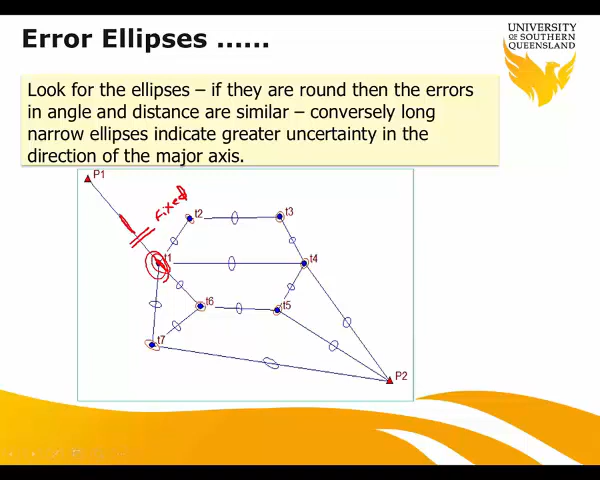 Error Ellipses ......
UNIVERSITY
OF SOUTHERN
QUEENSLAND
Look for the ellipses – if they are round then the errors
in angle and distance are similar – conversely long
narrow ellipses indicate greater uncertainty in the
direction of the major axis.
P1
Fixed
t2
t3
t1
t4
t6
t5
t7
P2